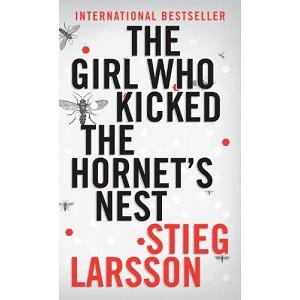 INTERNATIONAL BESTSELLER
THE
GIRL WHO
KICKED
THE
HORNET'S
NEST
STIEG
LARSSON